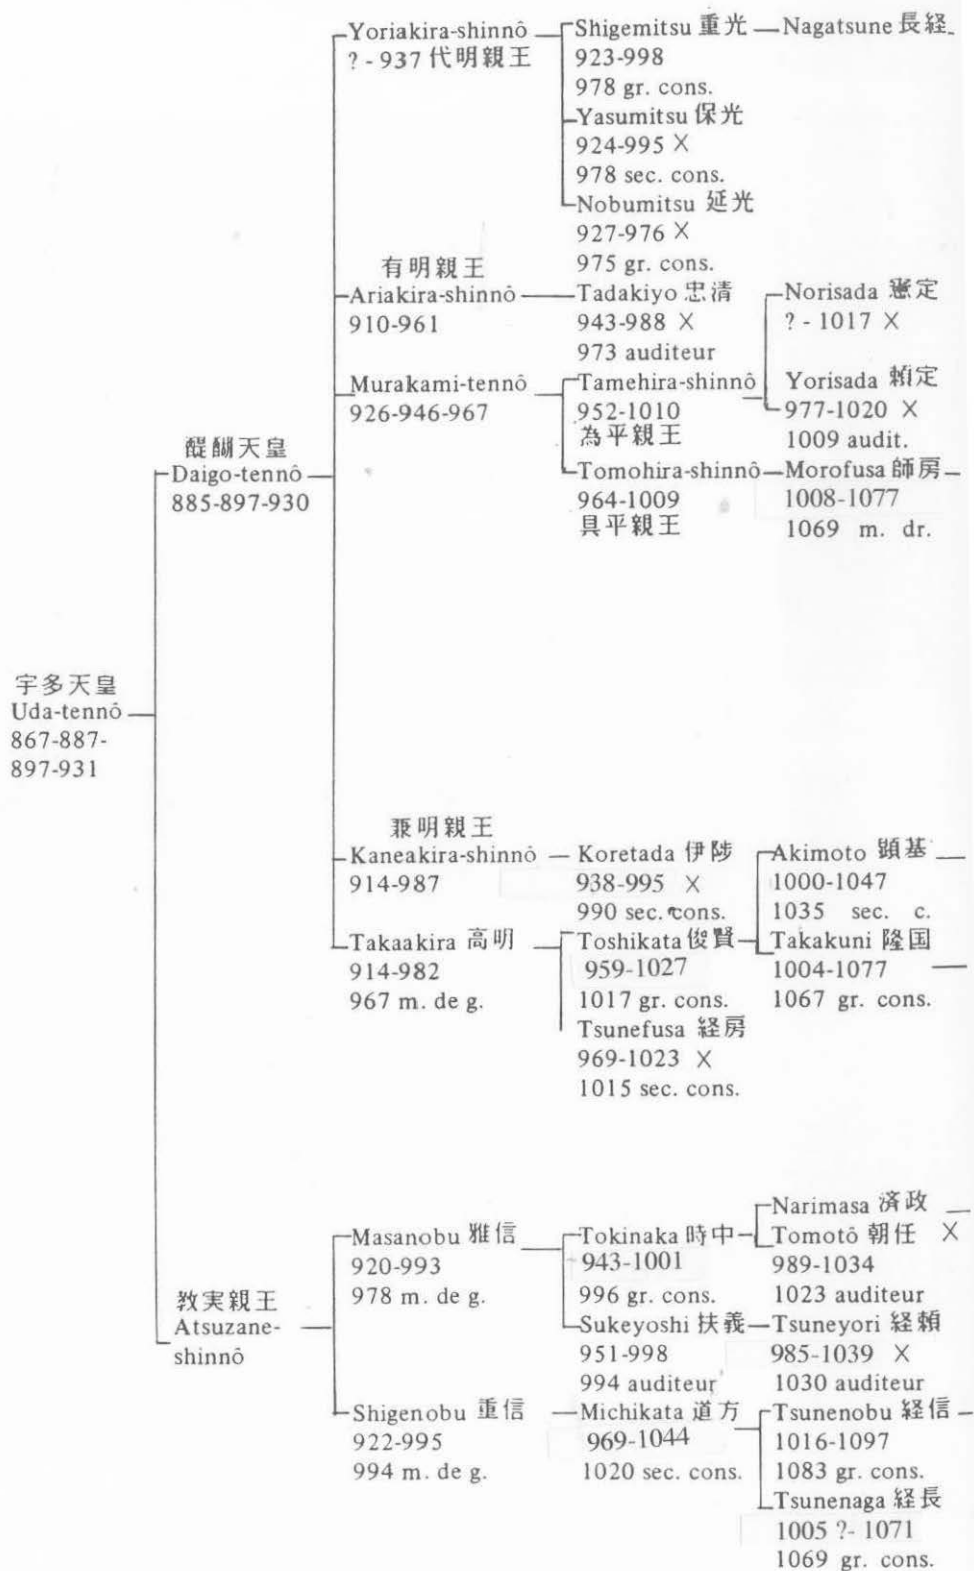 Yoriakira-shinnô
? - 937 代明親王
Shigemitsu 重光
923-998
978 gr. cons.
Nagatsune 長経
Yasumitsu 保光
924-995 X
978 sec. cons.
Nobumitsu 延光
927-976 X
975 gr. cons.
有明親王
Ariakira-shinnô
910-961
Tadakiyo 忠清
943-988 X
973 auditeur
Murakami-tennô
926-946-967
Tamehira-shinnô
952-1010
為平親王
Norisada 憲定
? - 1017 X
Yorisada 頼定
977-1020 X
1009 audit.
Tomohira-shinnô
964-1009
具平親王
Morofusa 師房
1008-1077
1069 m. dr.
醍醐天皇
Daigo-tennô
885-897-930
宇多天皇
Uda-tennô
867-887-
897-931
兼明親王
Kaneakira-shinnô
914-987
Koretada 伊陟
938-995 X
990 sec. cons.
Takaakira 高明
914-982
967 m. de g.
Toshikata 俊賢
959-1027
1017 gr. cons.
Akimoto 顕基
1000-1047
1035 sec. c.
Takakuni 隆国
1004-1077
1067 gr. cons.
Tsunefusa 経房
969-1023 X
1015 sec. cons.
教実親王
Atsuzane-
shinnô
Masanobu 雅信
920-993
978 m. de g.
Tokinaka 時中
943-1001
996 gr. cons.
Narimasa 済政
Tomotô 朝任 X
989-1034
1023 auditeur
Sukeyoshi 扶義
951-998
994 auditeur
Tsuneyori 経頼
985-1039 X
1030 auditeur
Shigenobu 重信
922-995
994 m. de g.
Michikata 道方
969-1044
1020 sec. cons.
Tsunenobu 経信
1016-1097
1083 gr. cons.
Tsunenaga 経長
1005 ?- 1071
1069 gr. cons.